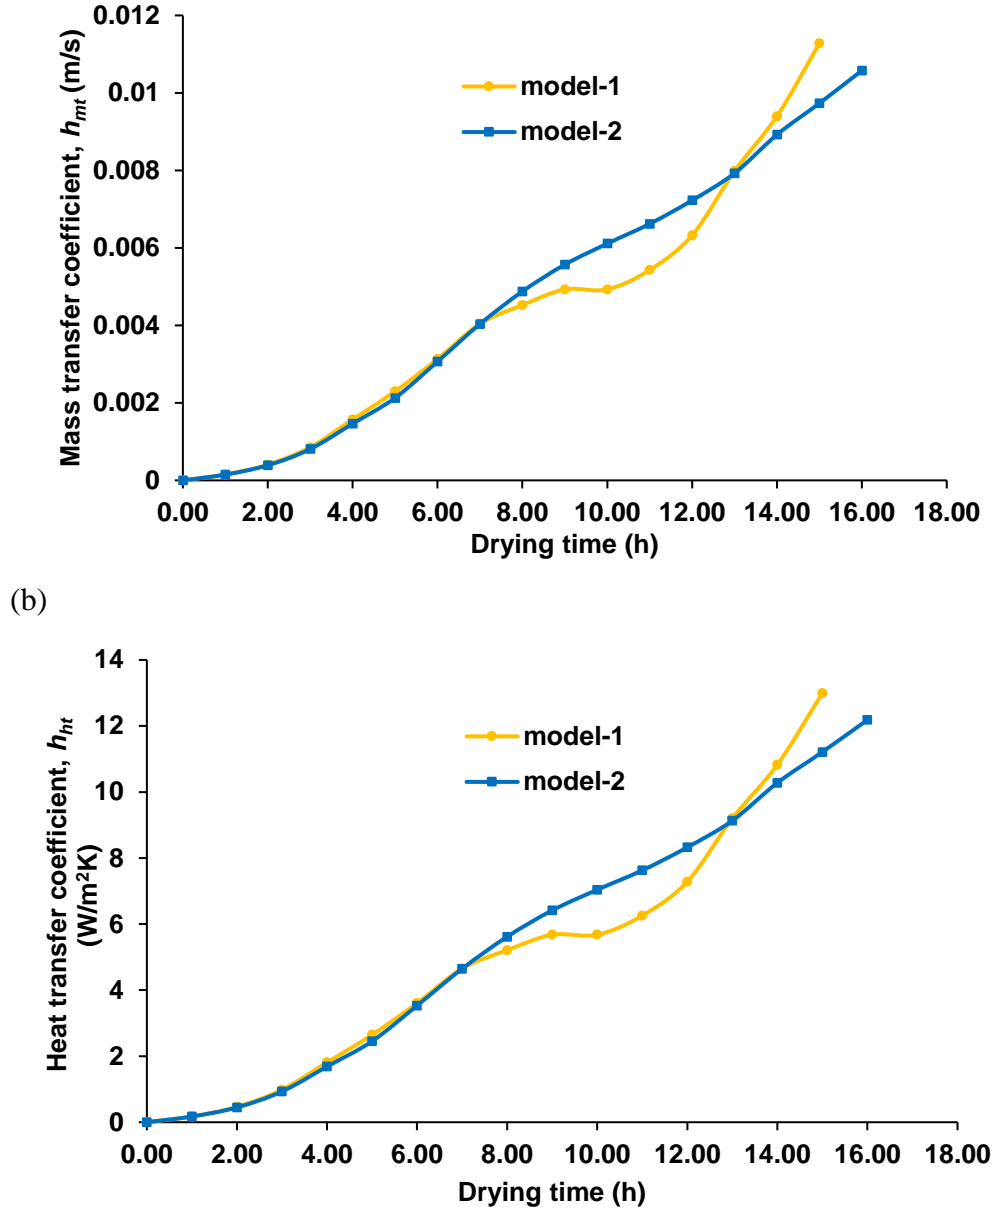 0.012
0.01
0.008
0.006
0.004
0.002
0
Mass transfer coefficient, hmt (m/s)
model-1
model-2
0.00 2.00 4.00 6.00 8.00 10.00 12.00 14.00 16.00 18.00
Drying time (h)
(b)
14
12
10
8
6
4
2
0
Heat transfer coefficient, hht
(W/m²K)
model-1
model-2
0.00 2.00 4.00 6.00 8.00 10.00 12.00 14.00 16.00 18.00
Drying time (h)